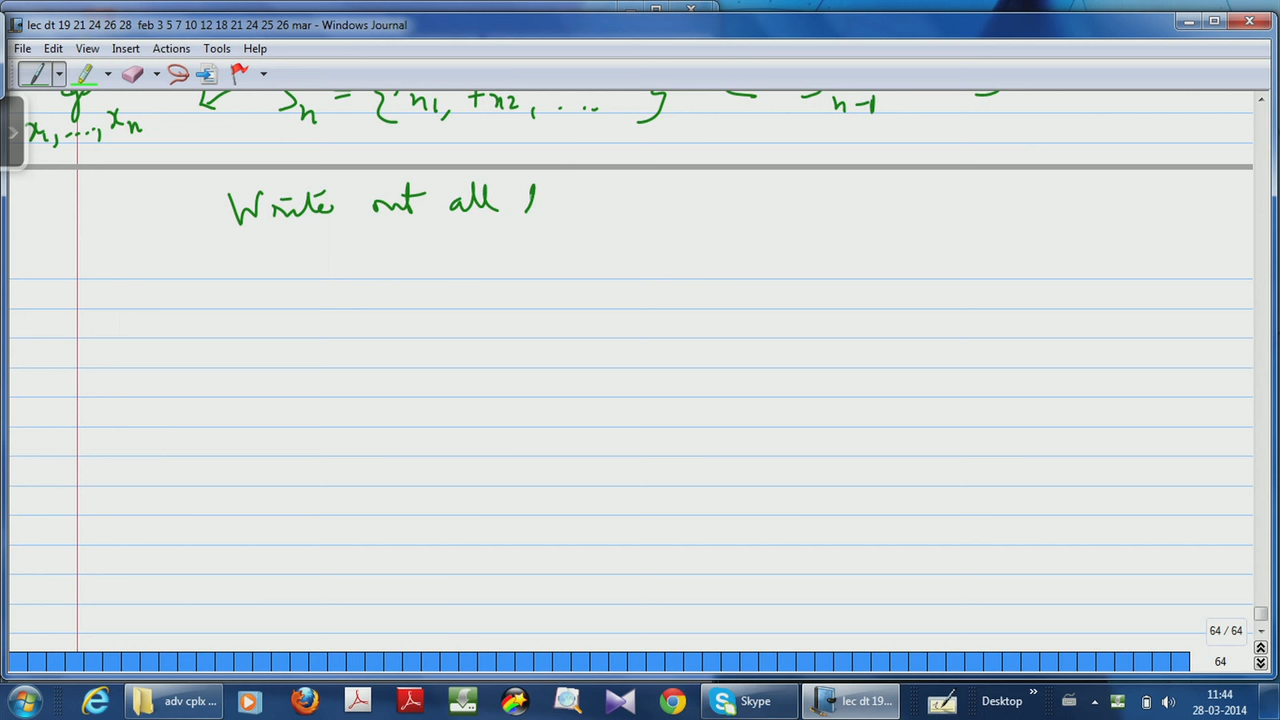 lec dt 19 21 24 26 28 feb 3 5 7 10 12 18 21 24 25 26 mar - Windows Journal
File Edit View Insert Actions Tools Help
x1, ..., xn
Write out all
64 / 64
64
adv cplx ...
Skype
lec dt 19...
Desktop
11:44
28-03-2014